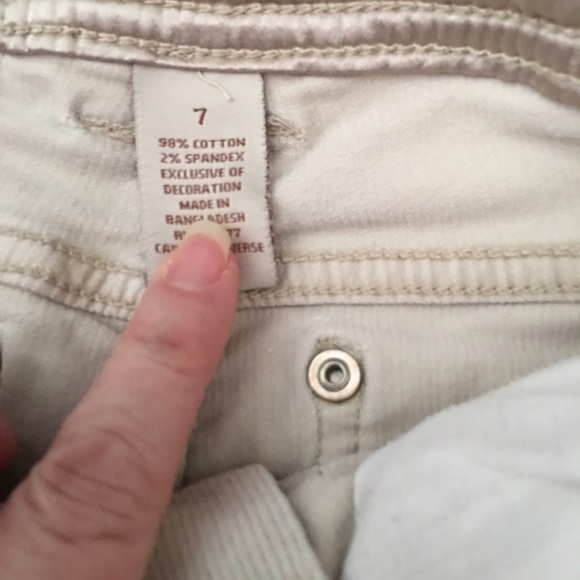 7
98% COTTON
2% SPANDEX
EXCLUSIVE OF
DECORATION
MADE IN
BANGLADESH